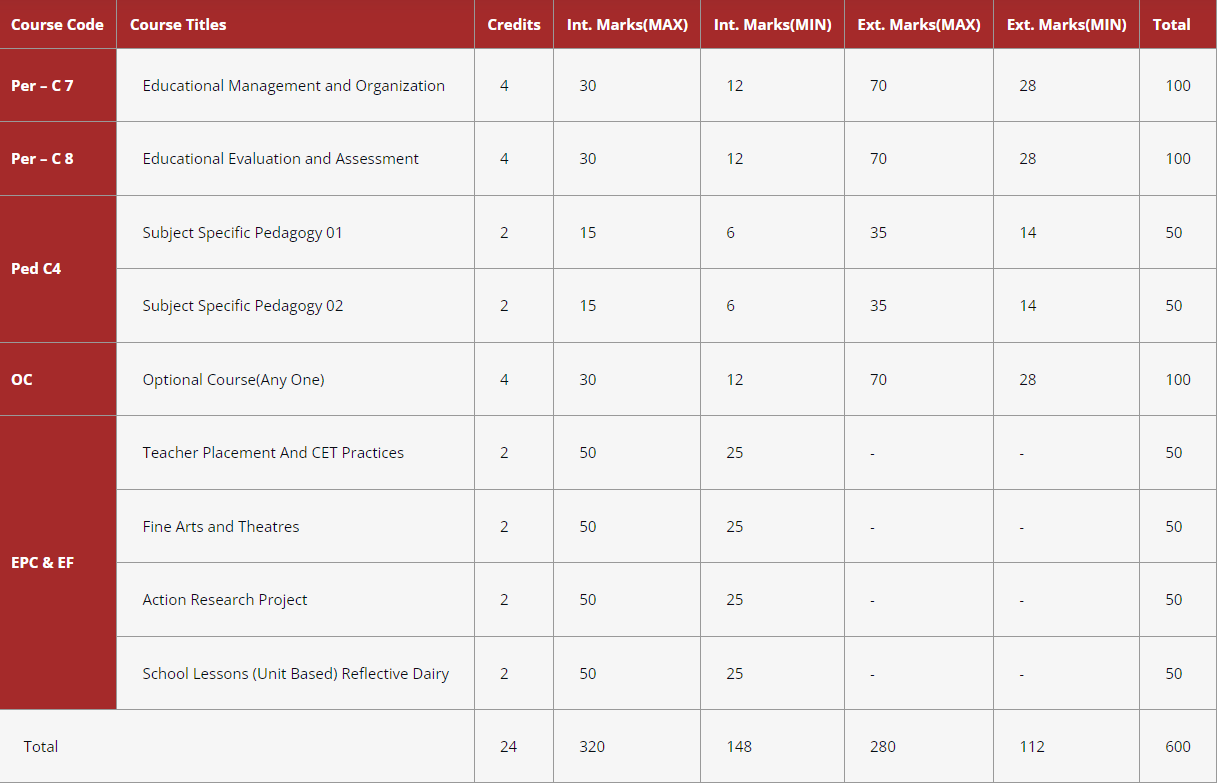 Course Code Course Titles Credits Int. Marks(MAX) Int. Marks(MIN) Ext. Marks(MAX) Ext. Marks(MIN) Total
Per – C 7 Educational Management and Organization 4 30 12 70 28 100
Per – C 8 Educational Evaluation and Assessment 4 30 12 70 28 100
Ped C4
Subject Specific Pedagogy 01 2 15 6 35 14 50
Subject Specific Pedagogy 02 2 15 6 35 14 50
OC Optional Course(Any One) 4 30 12 70 28 100
EPC & EF
Teacher Placement And CET Practices 2 50 25 - - 50
Fine Arts and Theatres 2 50 25 - - 50
Action Research Project 2 50 25 - - 50
School Lessons (Unit Based) Reflective Dairy 2 50 25 - - 50
Total 24 320 148 280 112 600